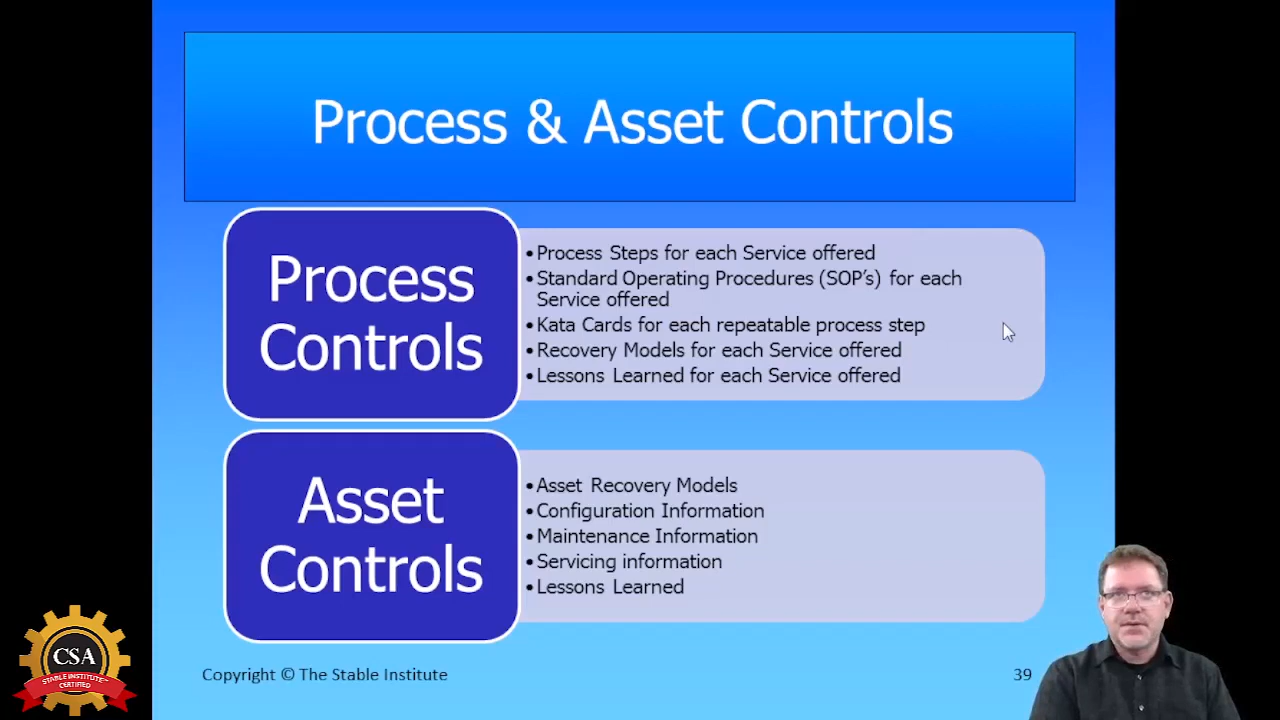 Process & Asset Controls
Process
Controls
•Process Steps for each Service offered
•Standard Operating Procedures (SOP's) for each
Service offered
•Kata Cards for each repeatable process step
•Recovery Models for each Service offered
•Lessons Learned for each Service offered
Asset
Controls
•Asset Recovery Models
•Configuration Information
•Maintenance Information
•Servicing information
•Lessons Learned
CSA
STABLE INSTITUTE™
CERTIFIED
Copyright © The Stable Institute
39